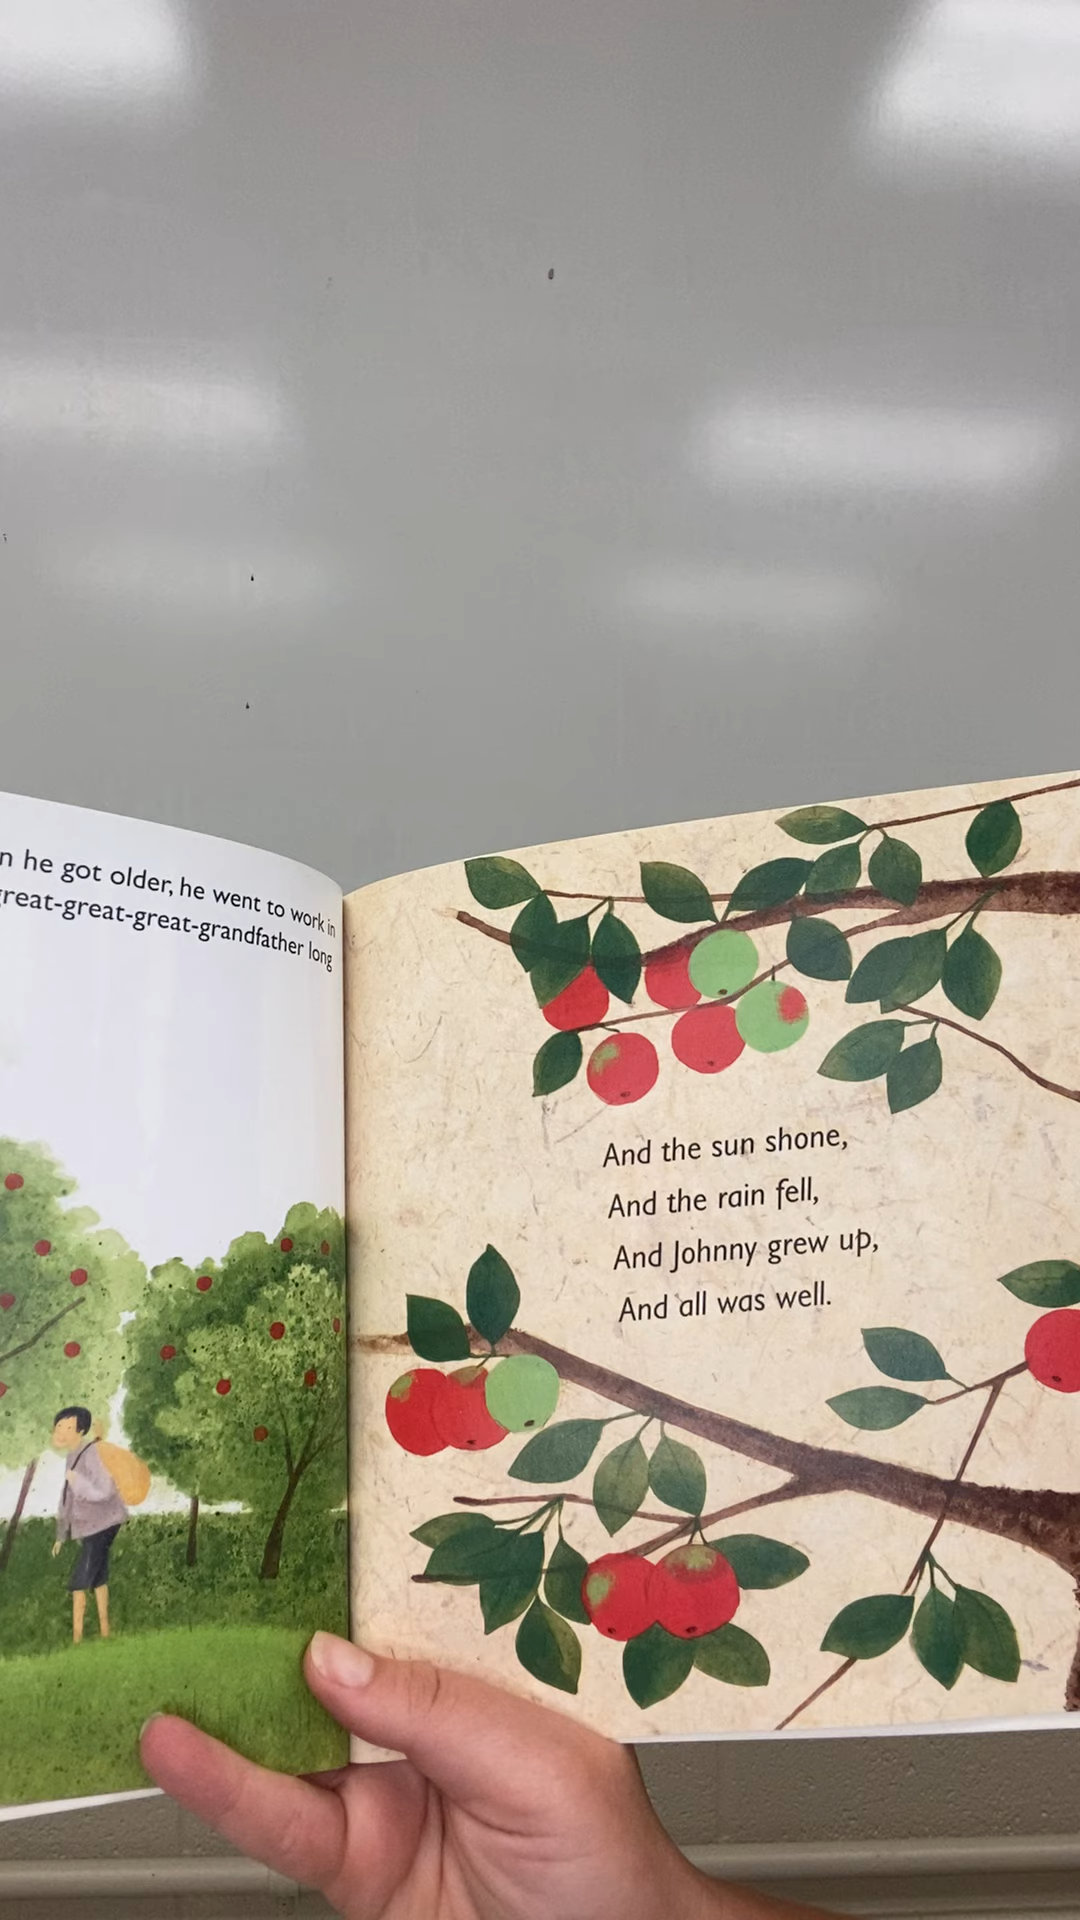 he got older, he went to work in
great-great-great-grandfather long
And the sun shone,
And the rain fell,
And Johnny grew up,
And all was well.